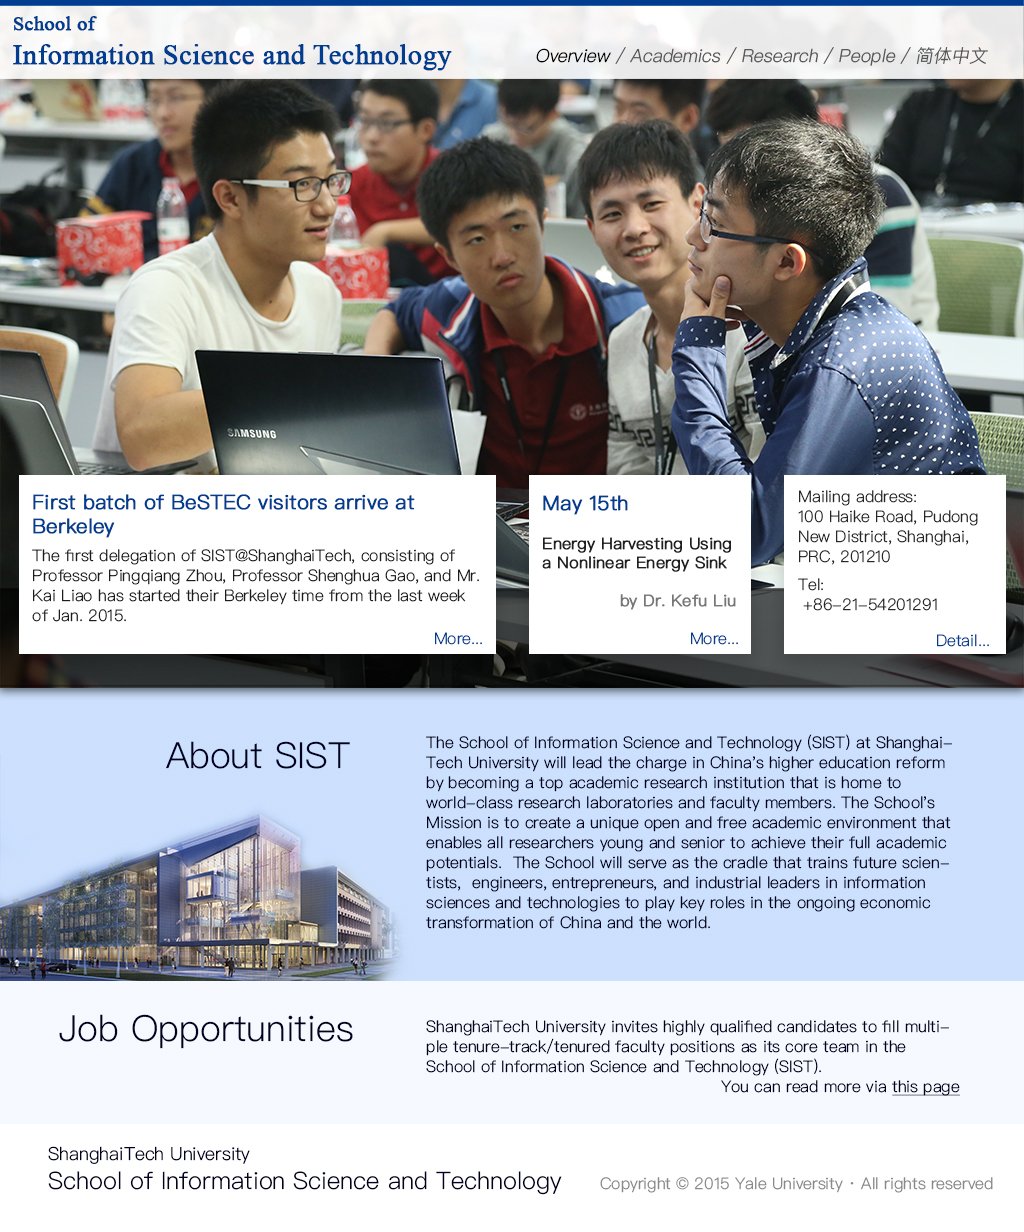 School of
Information Science and Technology
Overview / Academics / Research / People / 简体中文
SAMSUNG
First batch of BeSTEC visitors arrive at
Berkeley
The first delegation of SIST@ShanghaiTech, consisting of
Professor Pingqiang Zhou, Professor Shenghua Gao, and Mr.
Kai Liao has started their Berkeley time from the last week
of Jan. 2015.
More...
May 15th
Energy Harvesting Using
a Nonlinear Energy Sink
by Dr. Kefu Liu
More...
Mailing address:
100 Haike Road, Pudong
New District, Shanghai,
PRC, 201210
Tel:
+86-21-54201291
Detail...
About SIST
The School of Information Science and Technology (SIST) at Shanghai-
Tech University will lead the charge in China's higher education reform
by becoming a top academic research institution that is home to
world-class research laboratories and faculty members. The School's
Mission is to create a unique open and free academic environment that
enables all researchers young and senior to achieve their full academic
potentials.  The School will serve as the cradle that trains future scien-
tists,  engineers, entrepreneurs, and industrial leaders in information
sciences and technologies to play key roles in the ongoing economic
transformation of China and the world.
Job Opportunities
ShanghaiTech University invites highly qualified candidates to fill multi-
ple tenure-track/tenured faculty positions as its core team in the
School of Information Science and Technology (SIST).
You can read more via this page
ShanghaiTech University
School of Information Science and Technology
Copyright © 2015 Yale University · All rights reserved